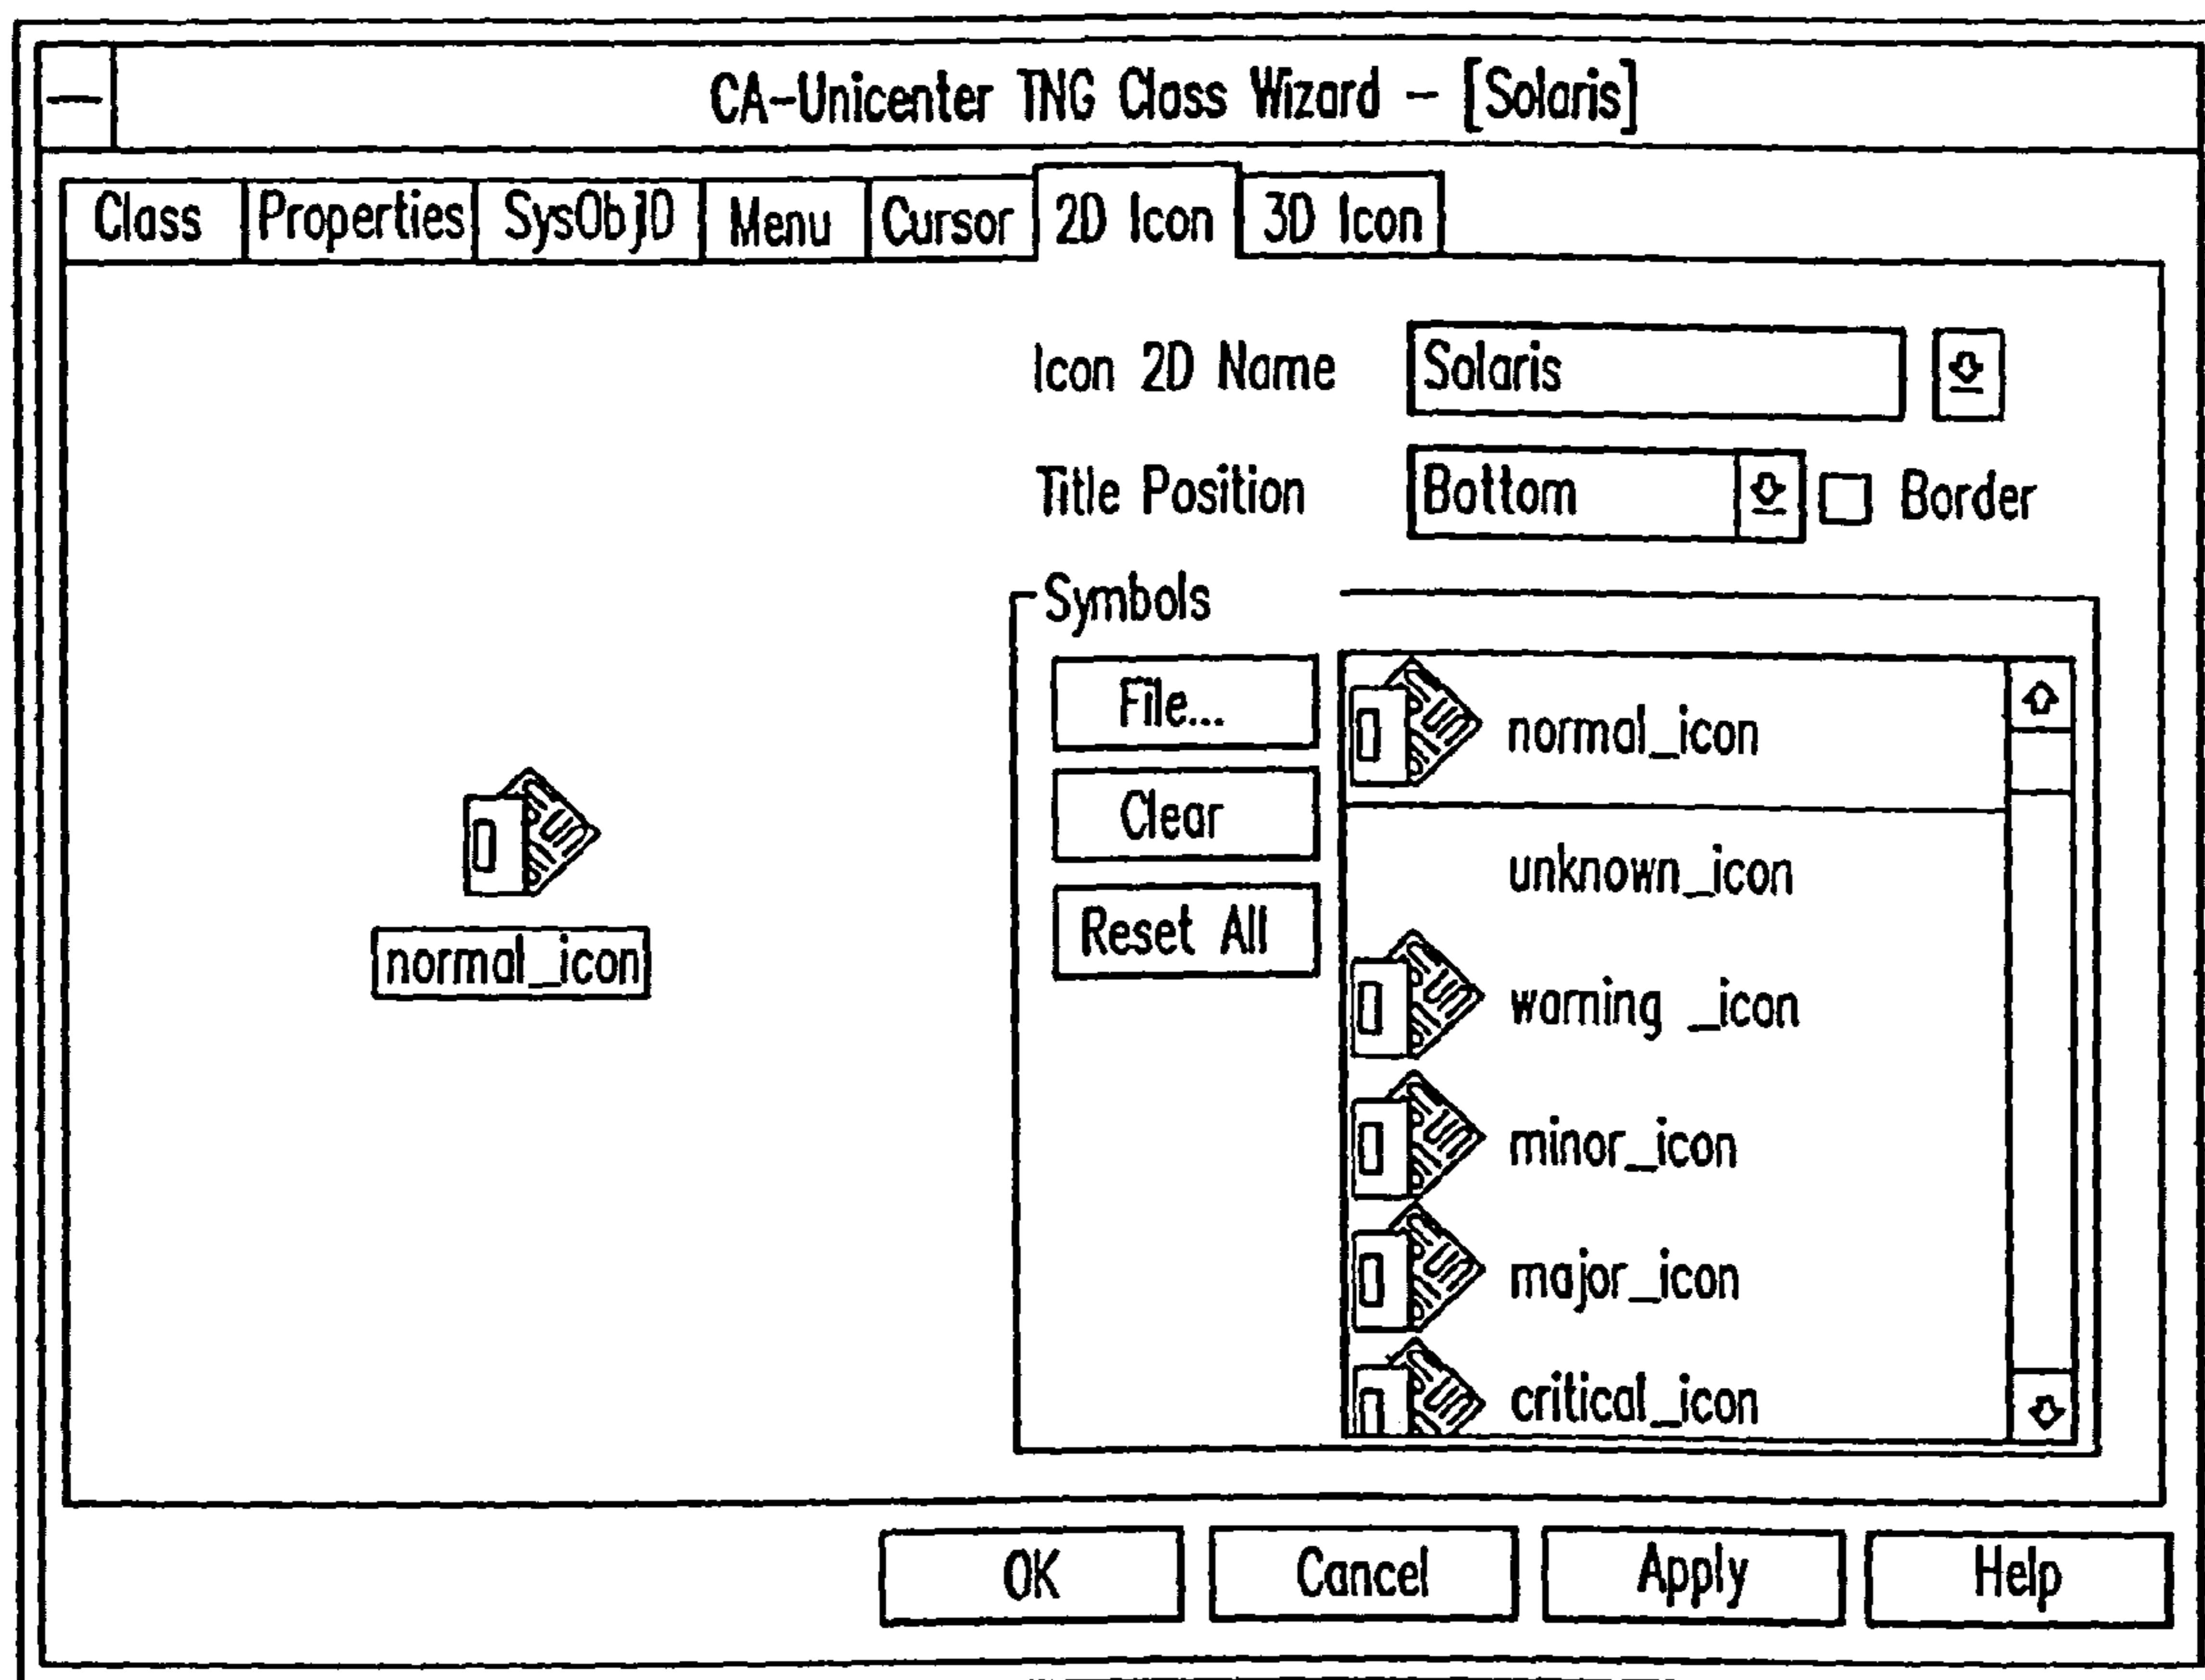 CA-Unicenter TNG Class Wizard - [Solaris]
Class Properties SysObjID Menu Cursor 2D Icon 3D Icon
Icon 2D Name Solaris
Title Position Bottom Border
Symbols
File...
Clear
Reset All
normal_icon
unknown_icon
warning _icon
minor_icon
major_icon
critical_icon
normal_icon
OK Cancel Apply Help